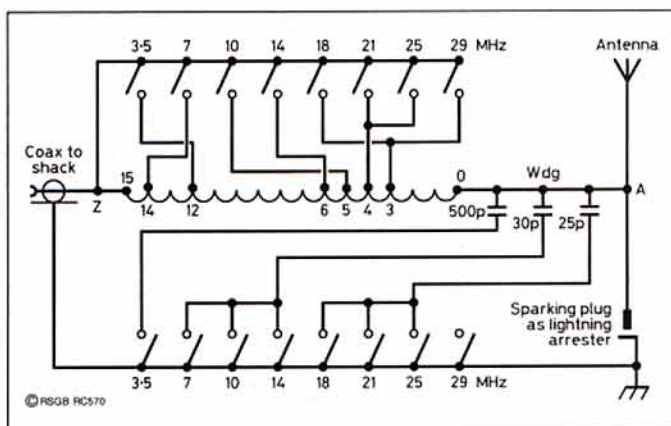 3·5 7 10 14 18 21 25 29 MHz
Antenna
Coax to
shack
15
0
Wdg
A
Z
14 12 6 5 4 3
500p
30p
25p
Sparking plug
as lightning
arrester
3·5 7 10 14 18 21 25 29 MHz
©RSGB RC570